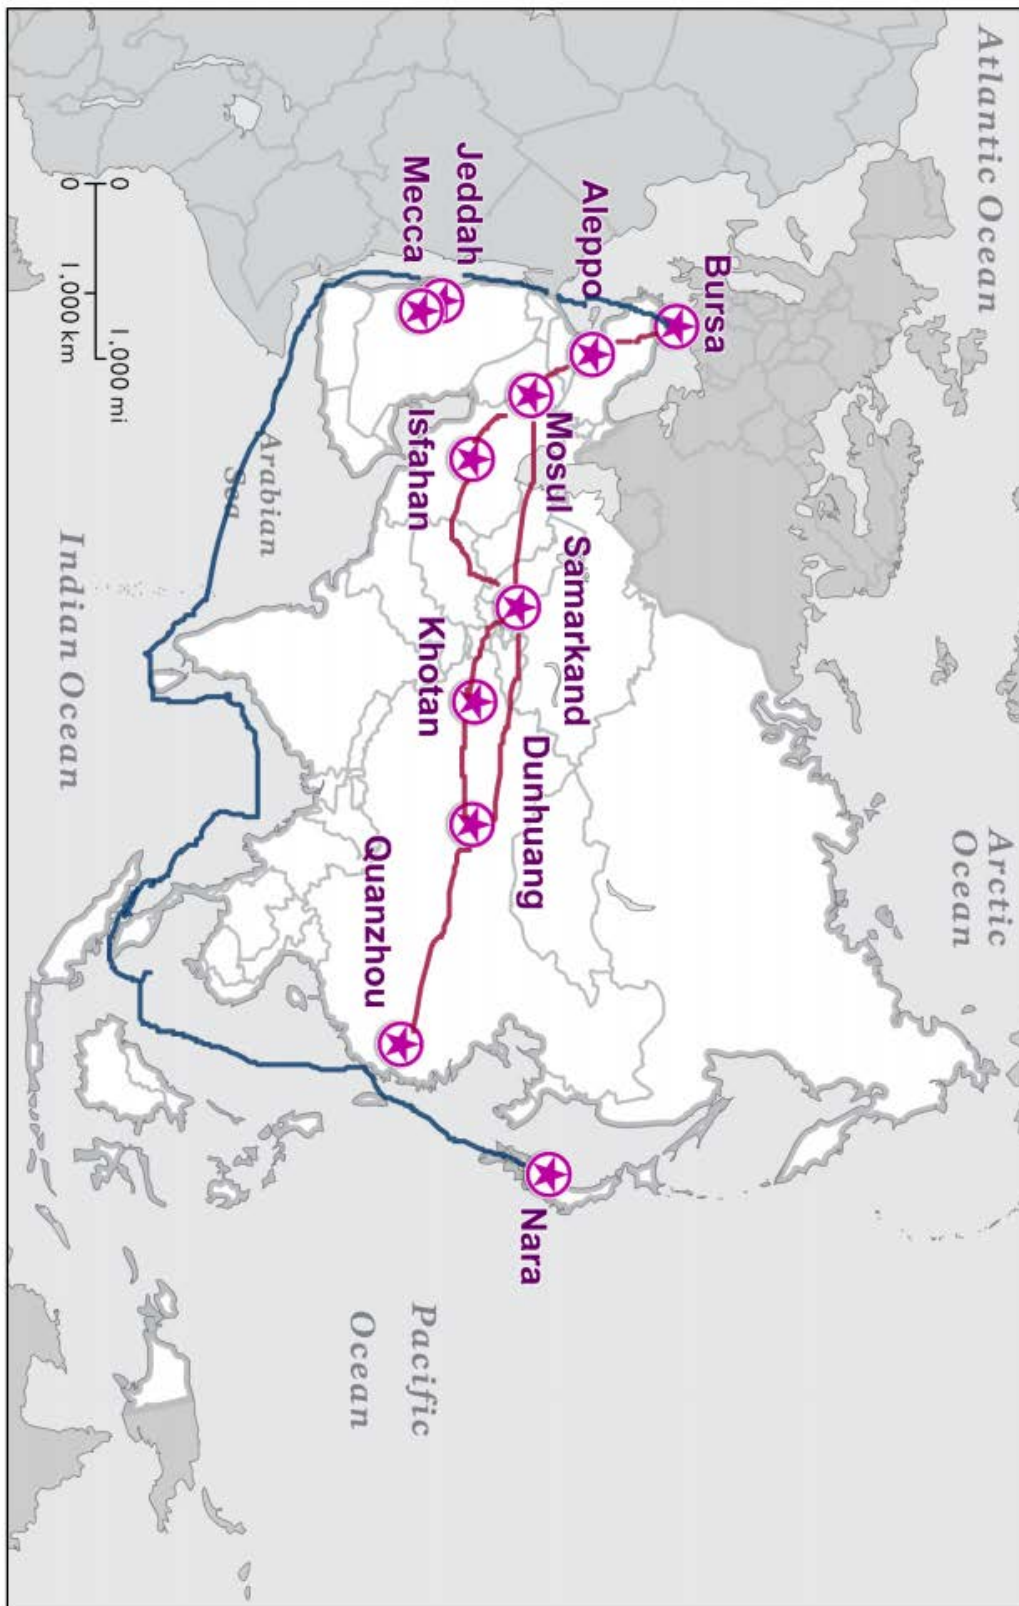 Atlantic Ocean
Arctic
Ocean
Bursa
Aleppo
Mosul
Samarkand
Dunhuang
Nara
Jeddah
Mecca
Isfahan
Khotan
Quanzhou
Pacific
Ocean
Arabian
Sea
Indian Ocean
0 1,000 mi
0 1,000 km